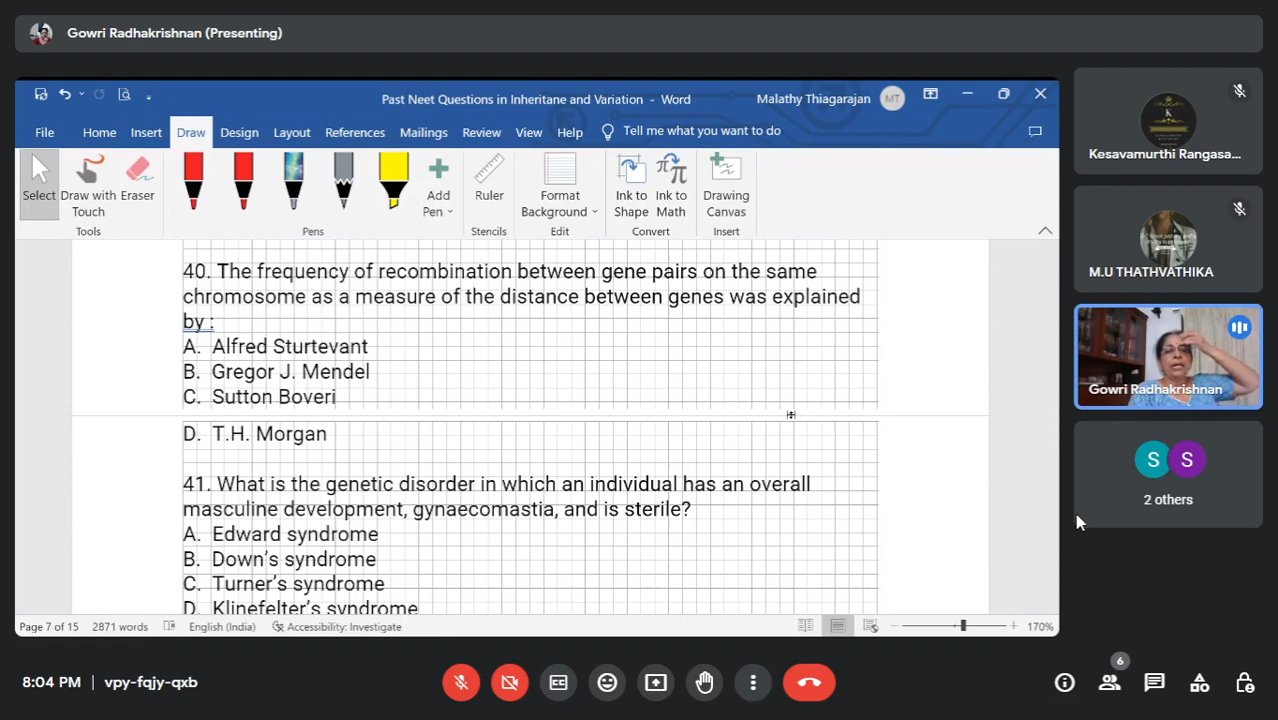 Gowri Radhakrishnan (Presenting)
Past Neet Questions in Inheritane and Variation - Word
Malathy Thiagarajan
MT
File
Home
Insert
Draw
Design
Layout
References
Mailings
Review
View
Help
Tell me what you want to do
Select
Draw with Touch
Eraser
Add Pen
Ruler
Format Background
Ink to Shape
Ink to Math
Drawing Canvas
Tools
Pens
Stencils
Edit
Convert
Insert
40. The frequency of recombination between gene pairs on the same
chromosome as a measure of the distance between genes was explained
by :
A. Alfred Sturtevant
B. Gregor J. Mendel
C. Sutton Boveri
D. T.H. Morgan
41. What is the genetic disorder in which an individual has an overall
masculine development, gynaecomastia, and is sterile?
A. Edward syndrome
B. Down's syndrome
C. Turner's syndrome
D. Klinefelter's syndrome
Page 7 of 15
2871 words
English (India)
Accessibility: Investigate
170%
K
Kesavamurthi Rangasa...
M.U THATHVATHIKA
Gowri Radhakrishnan
S
S
2 others
8:04 PM | vpy-fqjy-qxb
6